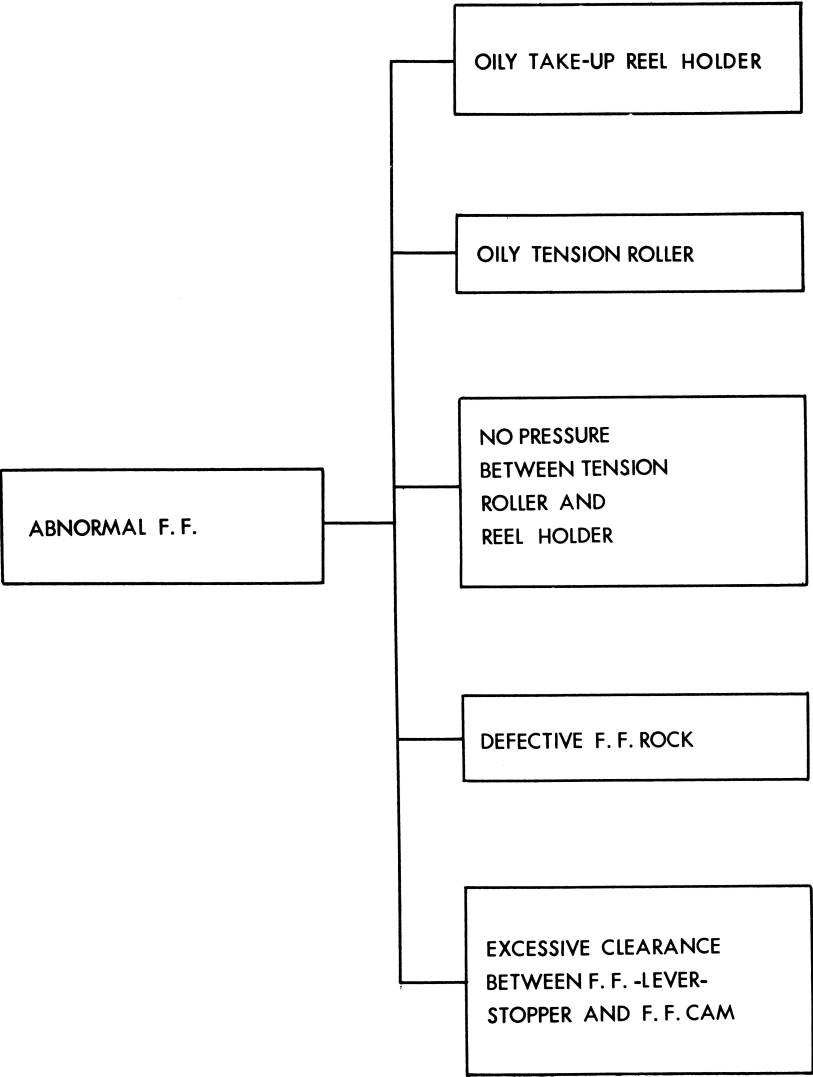 OILY TAKE-UP REEL HOLDER
OILY TENSION ROLLER
NO PRESSURE
BETWEEN TENSION
ROLLER AND
REEL HOLDER
ABNORMAL F. F.
DEFECTIVE F. F. ROCK
EXCESSIVE CLEARANCE
BETWEEN F. F. -LEVER-
STOPPER AND F. F. CAM